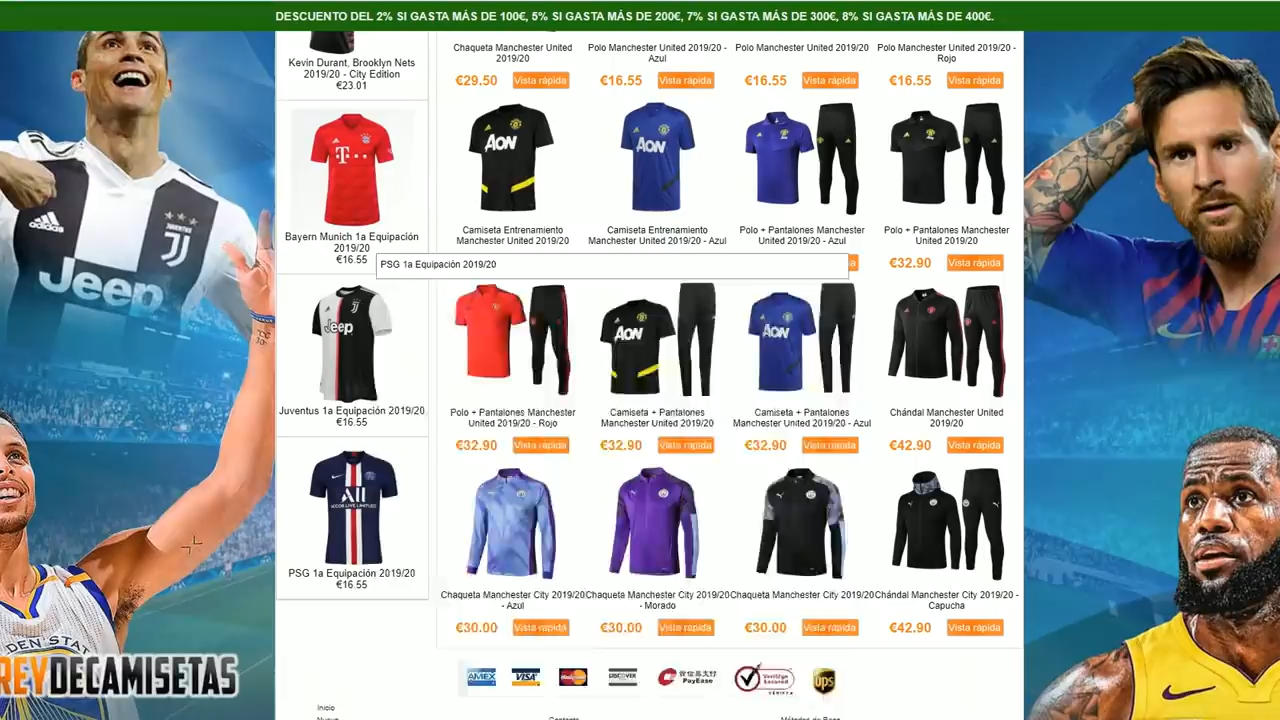 DESCUENTO DEL 2% SI GASTA MÁS DE 100€, 5% SI GASTA MÁS DE 200€, 7% SI GASTA MÁS DE 300€, 8% SI GASTA MÁS DE 400€.
Kevin Durant, Brooklyn Nets
2019/20 - City Edition
€23.01
Bayern Munich 1a Equipación
2019/20
€16.55
Juventus 1a Equipación 2019/20
€16.55
PSG 1a Equipación 2019/20
€16.55
Chaqueta Manchester United
2019/20
€29.50 Vista rápida
Polo Manchester United 2019/20 -
Azul
€16.55 Vista rápida
Polo Manchester United 2019/20
€16.55 Vista rápida
Polo Manchester United 2019/20 -
Rojo
€16.55 Vista rápida
AON
AON
Camiseta Entrenamiento
Manchester United 2019/20
Camiseta Entrenamiento
Manchester United 2019/20 - Azul
Polo + Pantalones Manchester
United 2019/20 - Azul
Polo + Pantalones Manchester
United 2019/20
€32.90 Vista rápida
PSG 1a Equipación 2019/20
AON
AON
Polo + Pantalones Manchester
United 2019/20 - Rojo
€32.90 Vista rápida
Camiseta + Pantalones
Manchester United 2019/20
€32.90 Vista rápida
Camiseta + Pantalones
Manchester United 2019/20 - Azul
€32.90 Vista rápida
Chándal Manchester United
2019/20
€42.90 Vista rápida
Chaqueta Manchester City 2019/20
- Azul
€30.00 Vista rápida
Chaqueta Manchester City 2019/20
- Morado
€30.00 Vista rápida
Chaqueta Manchester City 2019/20
€30.00 Vista rápida
Chándal Manchester City 2019/20 -
Capucha
€42.90 Vista rápida
AMEX VISA MasterCard DISCOVER PayEase ups
Inicio
adidas
JUVENTUS
Jeep
Jeep
DEN STAT
REYDECAMISETAS